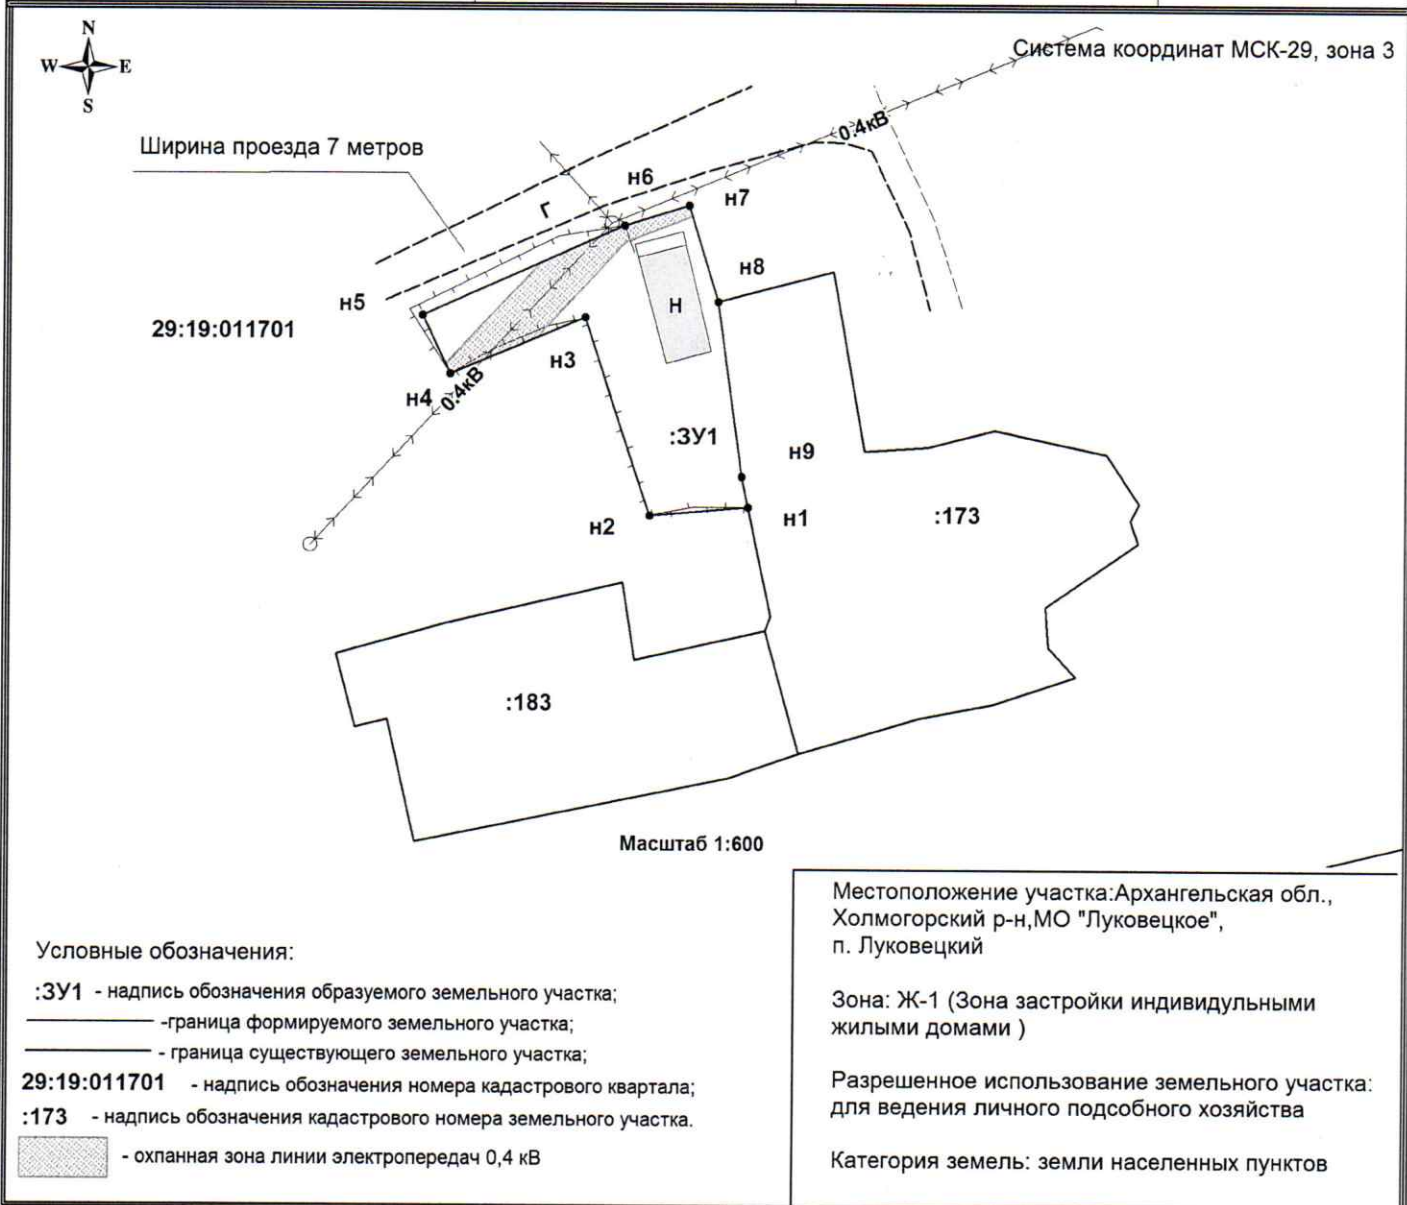 N
W E
S
Система координат МСК-29, зона 3
Ширина проезда 7 метров
0.4кВ
н6
н7
Г
н8
н5
29:19:011701
Н
н3
н4
0.4кВ
:ЗУ1
н9
н2
н1
:173
:183
Масштаб 1:600
Местоположение участка:Архангельская обл.,
Холмогорский р-н,МО "Луковецкое",
п. Луковецкий
Зона: Ж-1 (Зона застройки индивидульными
жилыми домами )
Разрешенное использование земельного участка:
для ведения личного подсобного хозяйства
Категория земель: земли населенных пунктов
Условные обозначения:
:ЗУ1 - надпись обозначения образуемого земельного участка;
-граница формируемого земельного участка;
- граница существующего земельного участка;
29:19:011701 - надпись обозначения номера кадастрового квартала;
:173 - надпись обозначения кадастрового номера земельного участка.
- охпанная зона линии электропередач 0,4 кВ